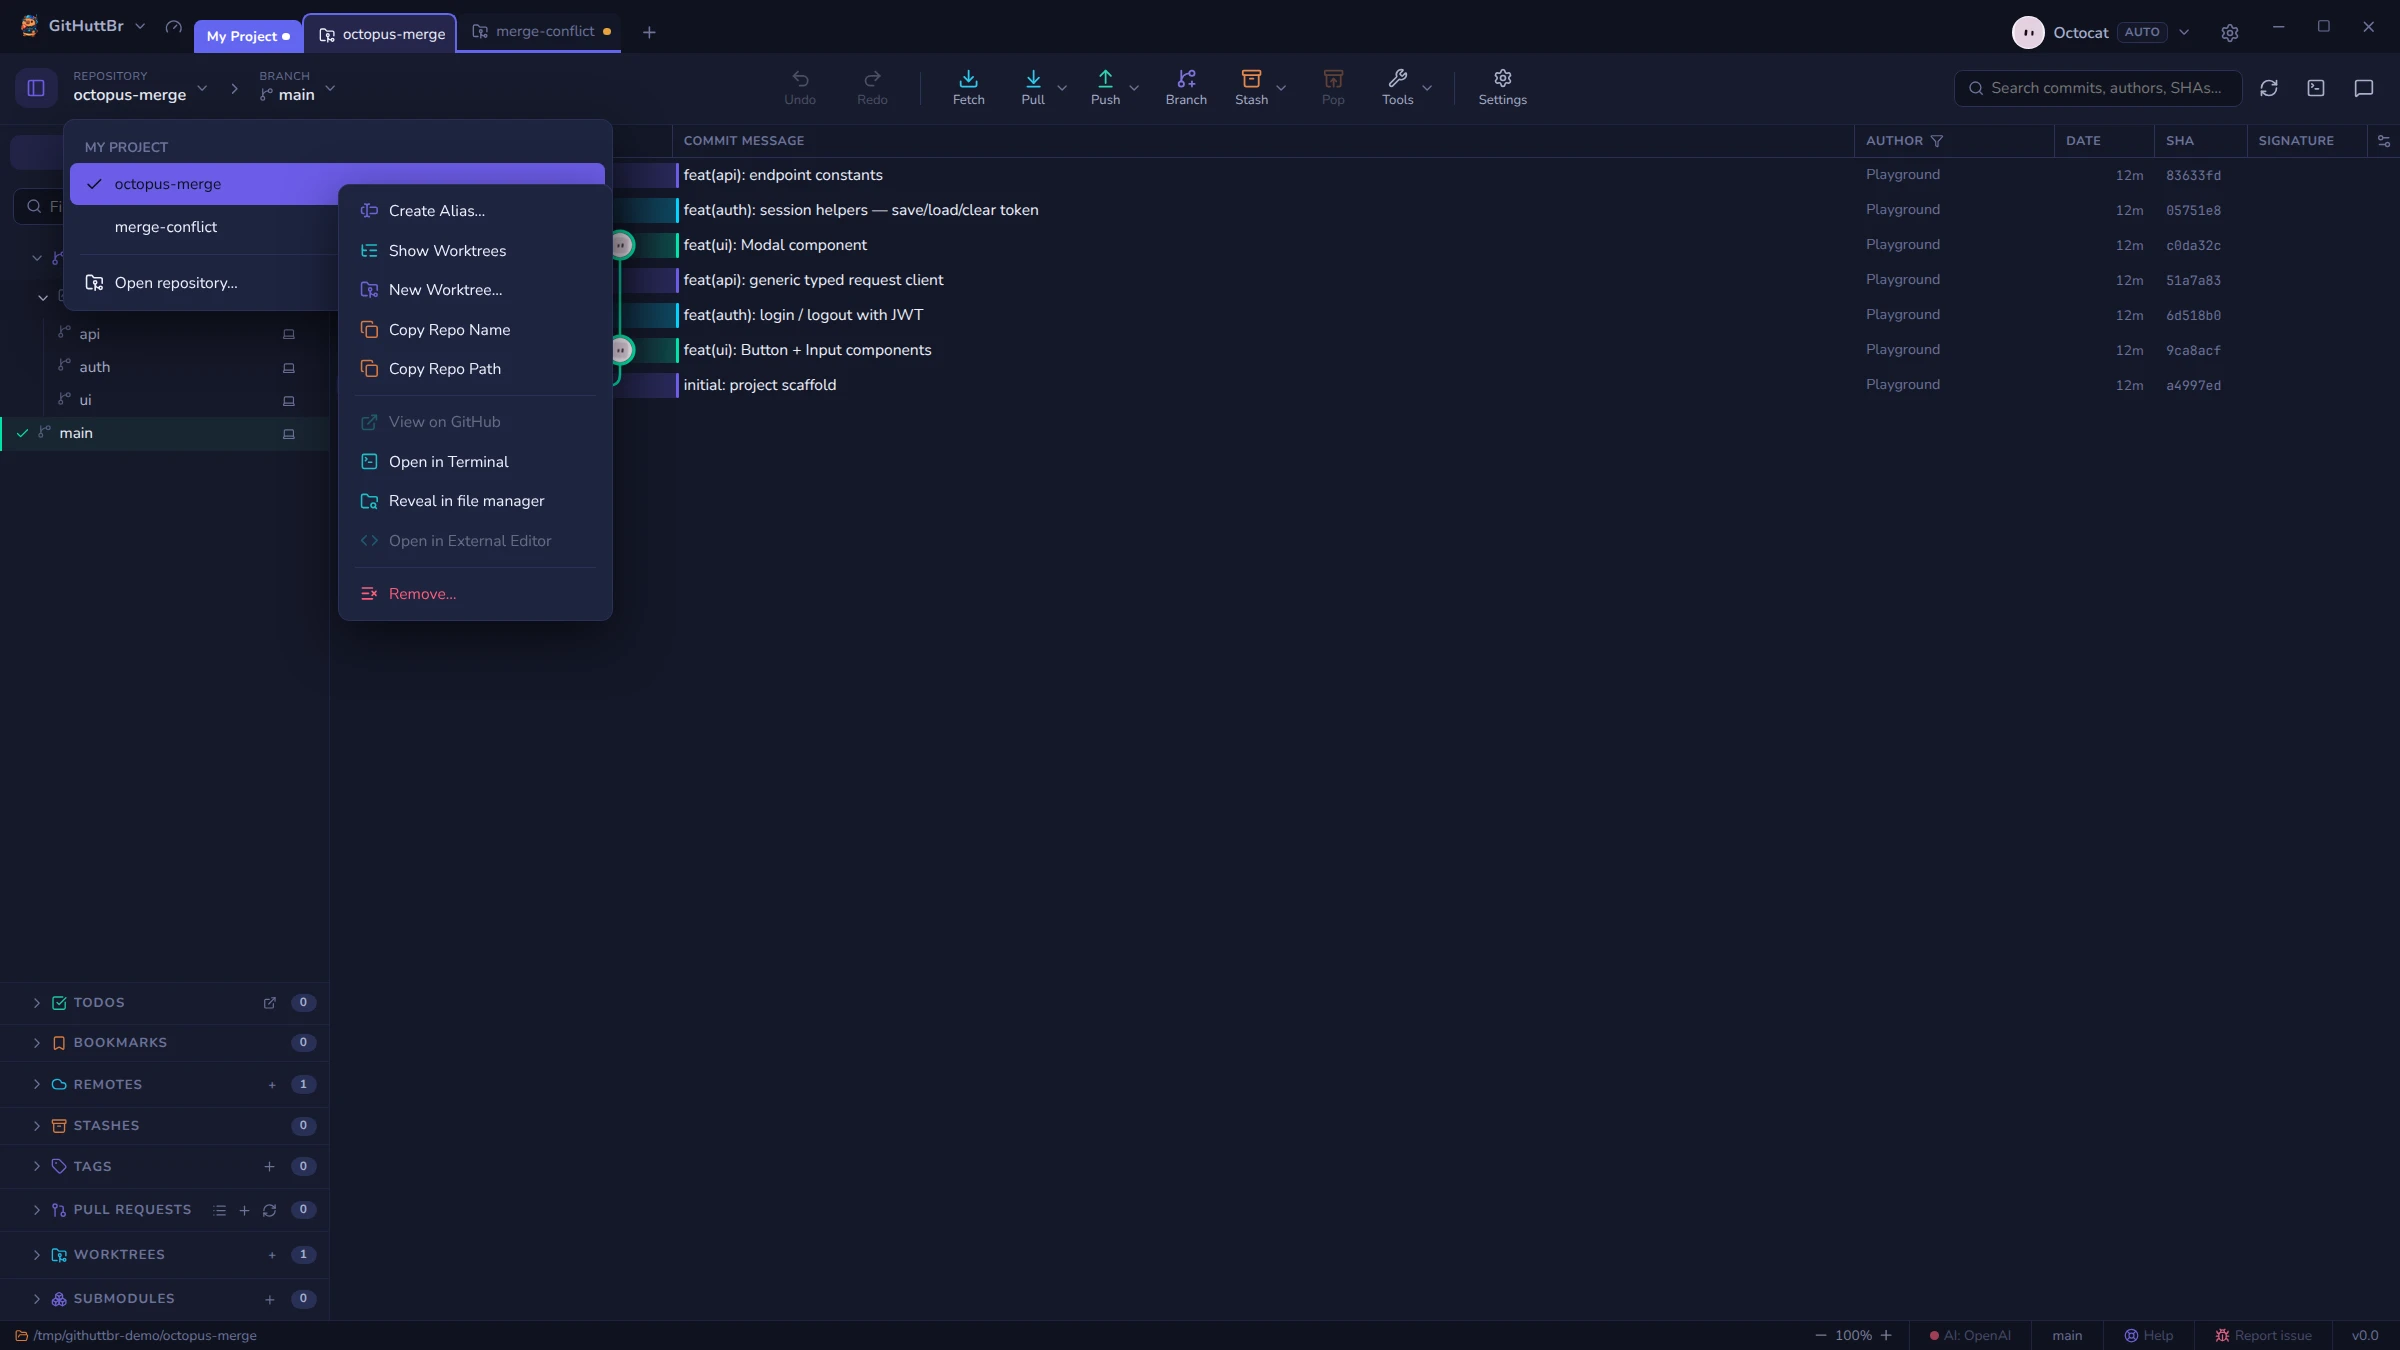 GitHuttBr
My Project
octopus-merge
merge-conflict
Octocat
AUTO
REPOSITORY
octopus-merge
BRANCH
main
Undo
Redo
Fetch
Pull
Push
Branch
Stash
Pop
Tools
Settings
Search commits, authors, SHAs...
MY PROJECT
octopus-merge
merge-conflict
Open repository...
Create Alias...
Show Worktrees
New Worktree...
Copy Repo Name
Copy Repo Path
View on GitHub
Open in Terminal
Reveal in file manager
Open in External Editor
Remove...
COMMIT MESSAGE
AUTHOR
DATE
SHA
SIGNATURE
feat(api): endpoint constants
Playground
12m
83633fd
feat(auth): session helpers — save/load/clear token
Playground
12m
05751e8
feat(ui): Modal component
Playground
12m
c0da32c
feat(api): generic typed request client
Playground
12m
51a7a83
feat(auth): login / logout with JWT
Playground
12m
6d518b0
feat(ui): Button + Input components
Playground
12m
9ca8acf
initial: project scaffold
Playground
12m
a4997ed
Fi
api
auth
ui
main
TODOS
0
BOOKMARKS
0
REMOTES
1
STASHES
0
TAGS
0
PULL REQUESTS
0
WORKTREES
1
SUBMODULES
0
/tmp/githuttbr-demo/octopus-merge
100%
AI: OpenAI
main
Help
Report issue
v0.0